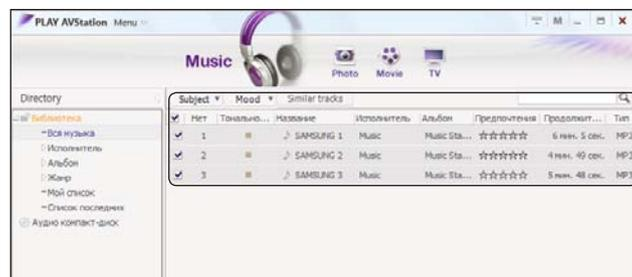 PLAY AVStation Menu
M
Music Photo Movie TV
Directory
Subject Mood Similar tracks
Библиотека
Вся музыка
Исполнитель
Альбом
Жанр
Мой список
Список последних
Аудио компакт-диск
Нет Тонально... Название Исполнитель Альбом Предпочтения Продолжит... Тип
1 SAMSUNG 1 Music Music Sta... ☆☆☆☆☆ 6 мин. 5 сек. MP3
2 SAMSUNG 2 Music Music Sta... ☆☆☆☆☆ 4 мин. 49 сек. MP3
3 SAMSUNG 3 Music Music Sta... ☆☆☆☆☆ 5 мин. 48 сек. MP3